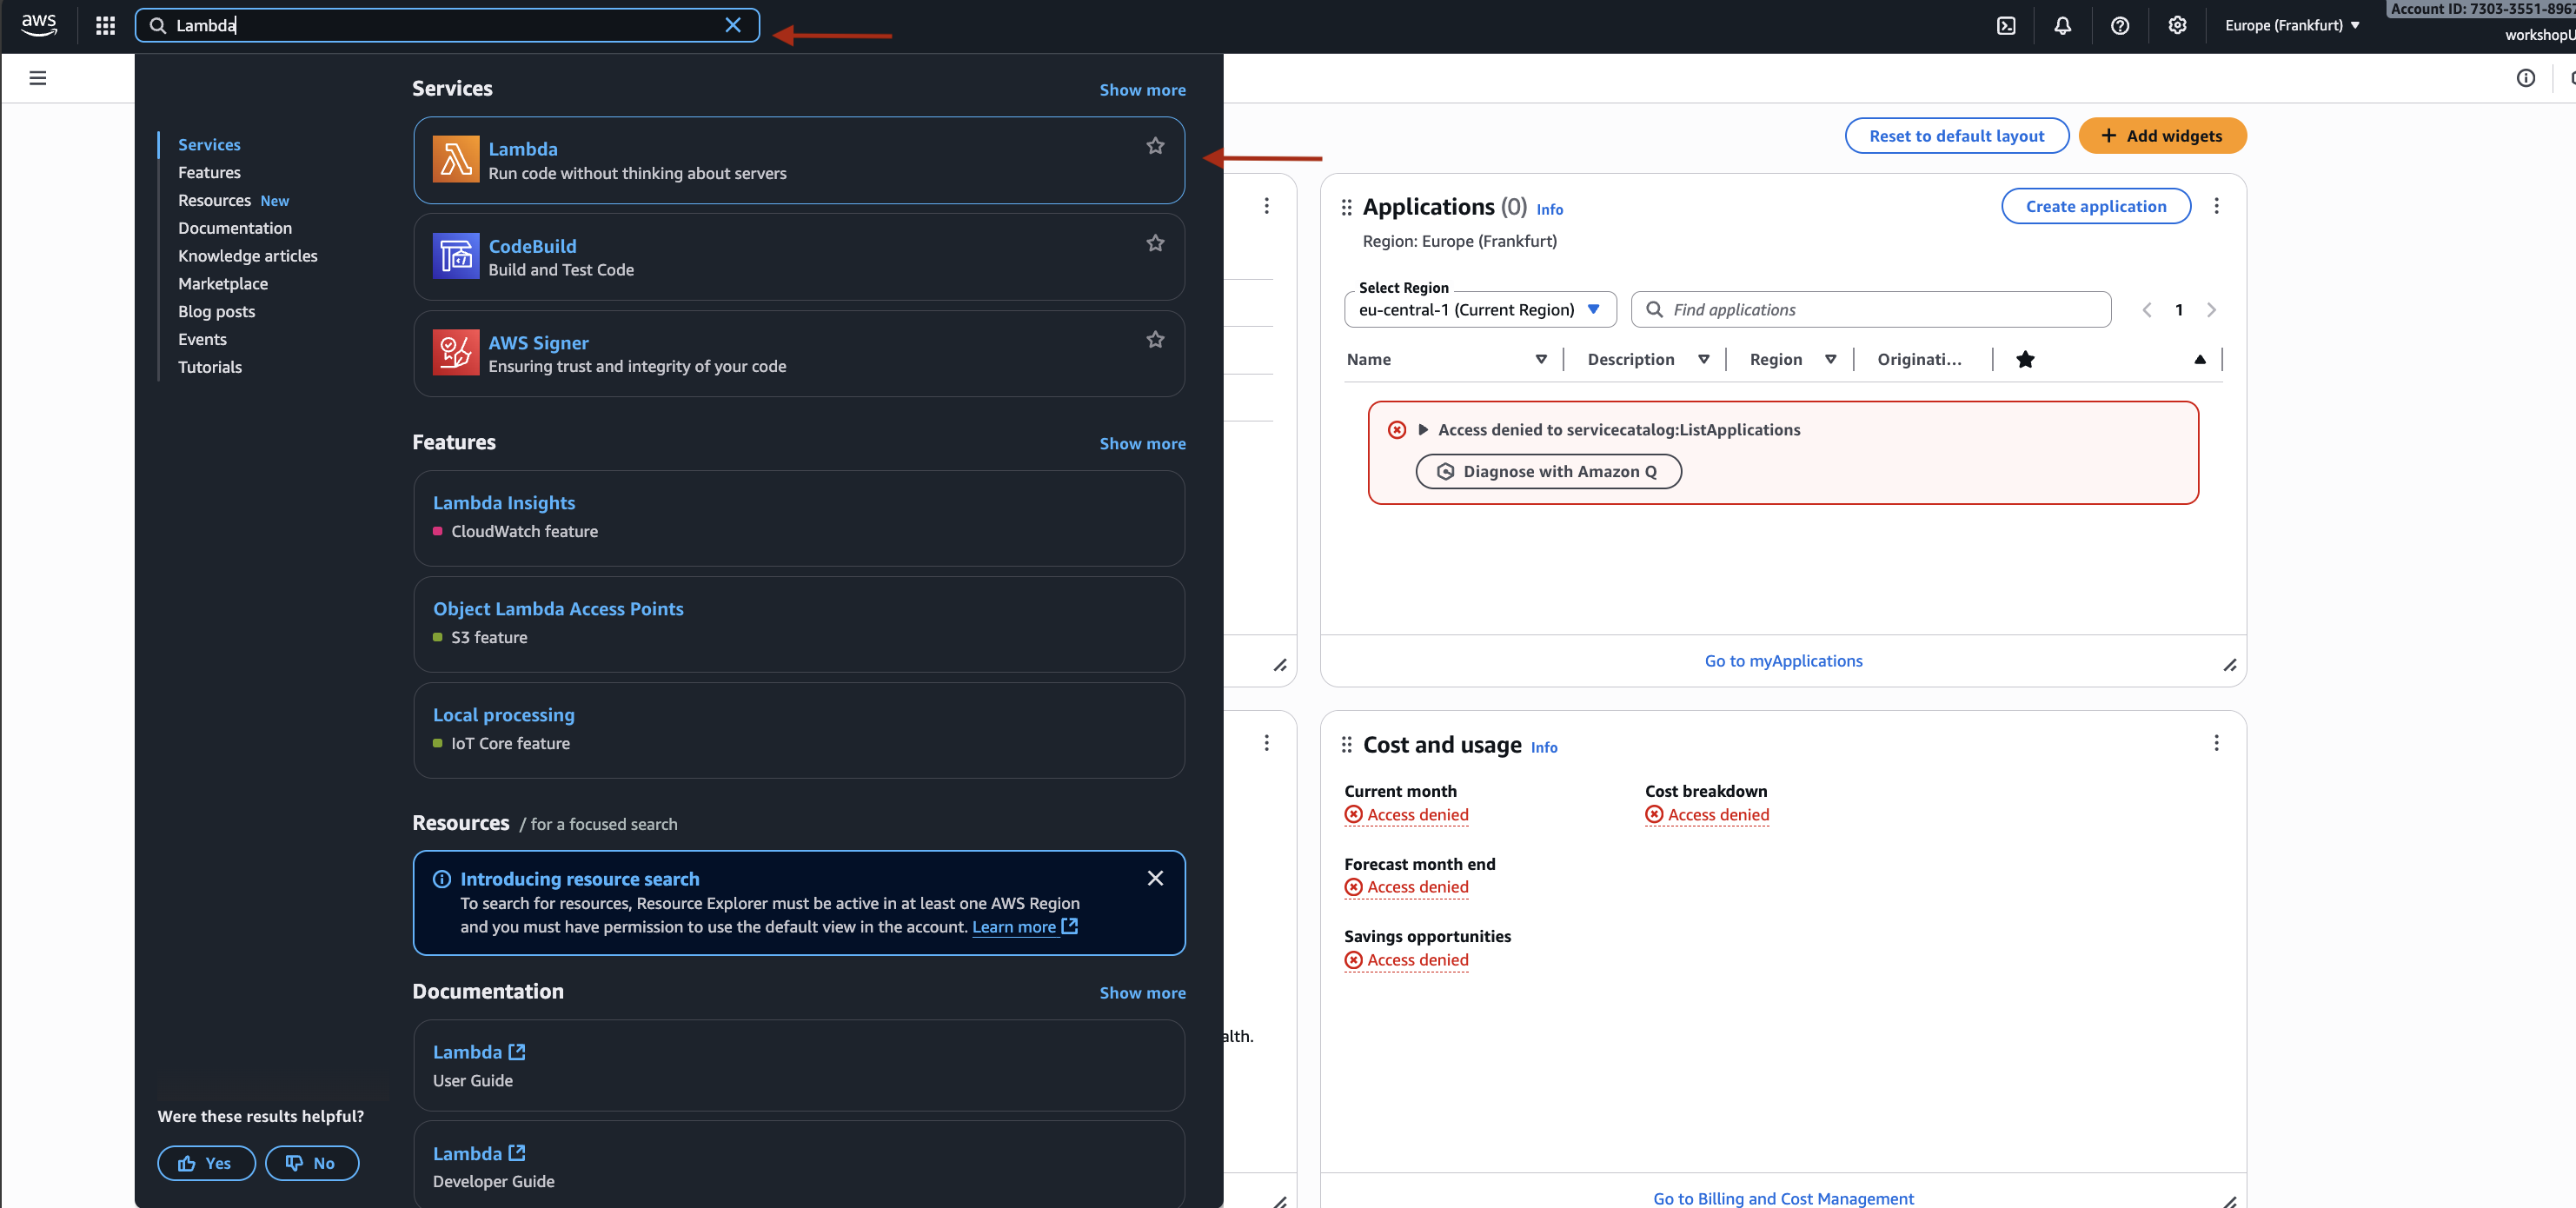 aws
Lambda
Europe (Frankfurt)
Account ID: 7303-3551-8967
workshopU
Services
Features
Resources New
Documentation
Knowledge articles
Marketplace
Blog posts
Events
Tutorials
Were these results helpful?
Yes
No
Services
Show more
Lambda
Run code without thinking about servers
CodeBuild
Build and Test Code
AWS Signer
Ensuring trust and integrity of your code
Features
Show more
Lambda Insights
CloudWatch feature
Object Lambda Access Points
S3 feature
Local processing
IoT Core feature
Resources / for a focused search
Introducing resource search
To search for resources, Resource Explorer must be active in at least one AWS Region
and you must have permission to use the default view in the account. Learn more
Documentation
Show more
Lambda
User Guide
Lambda
Developer Guide
alth.
Reset to default layout
+ Add widgets
Applications (0) Info
Create application
Region: Europe (Frankfurt)
Select Region
eu-central-1 (Current Region)
Find applications
1
Name
Description
Region
Originati...
Access denied to servicecatalog:ListApplications
Diagnose with Amazon Q
Go to myApplications
Cost and usage Info
Current month
Access denied
Cost breakdown
Access denied
Forecast month end
Access denied
Savings opportunities
Access denied
Go to Billing and Cost Management